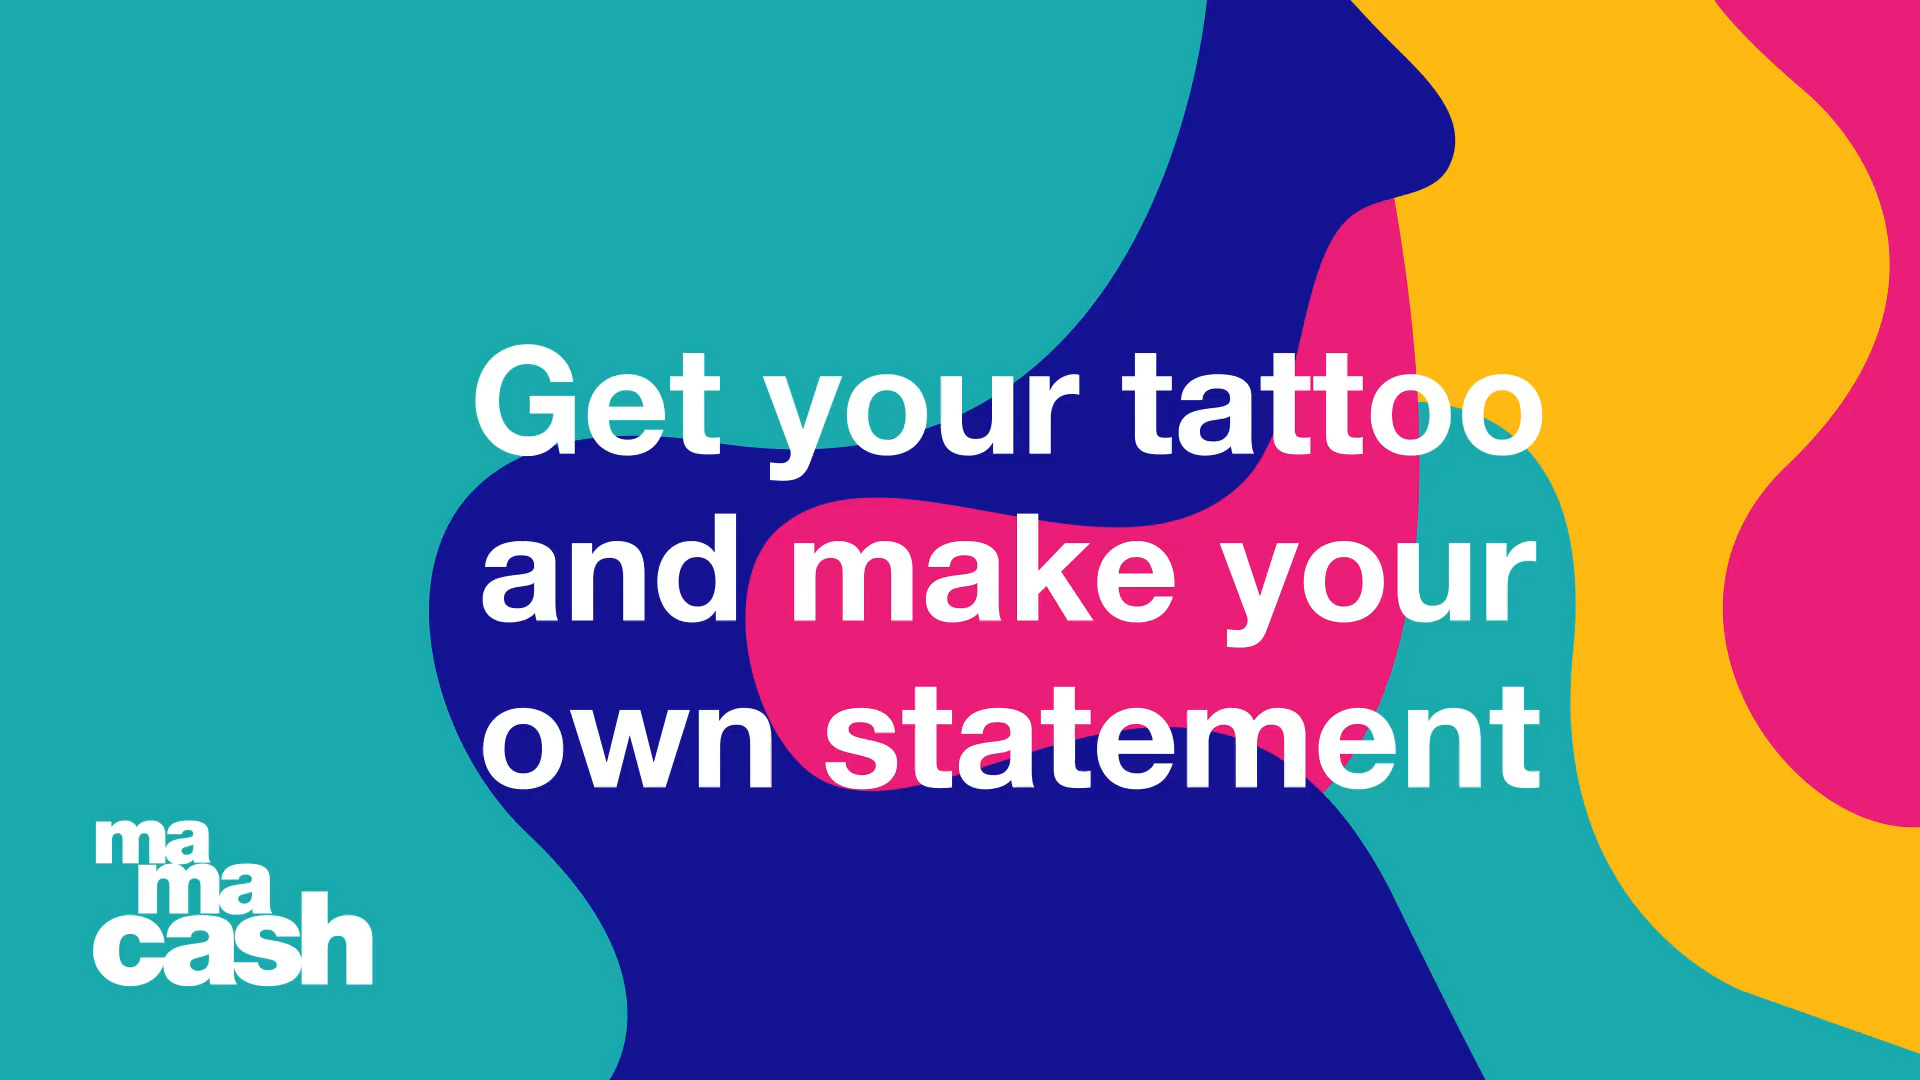 Get your tattoo
and make your
own statement
ma
ma
cash